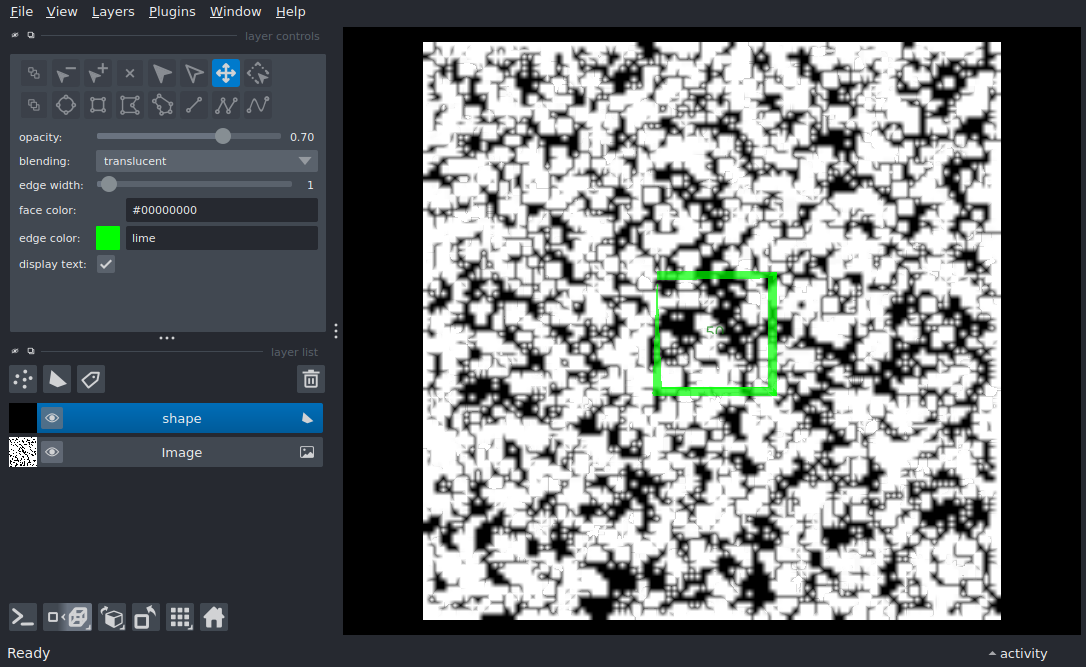 File View Layers Plugins Window Help
layer controls
opacity: 0.70
blending: translucent
edge width: 1
face color: #00000000
edge color: lime
display text:
layer list
shape
Image
Ready
activity